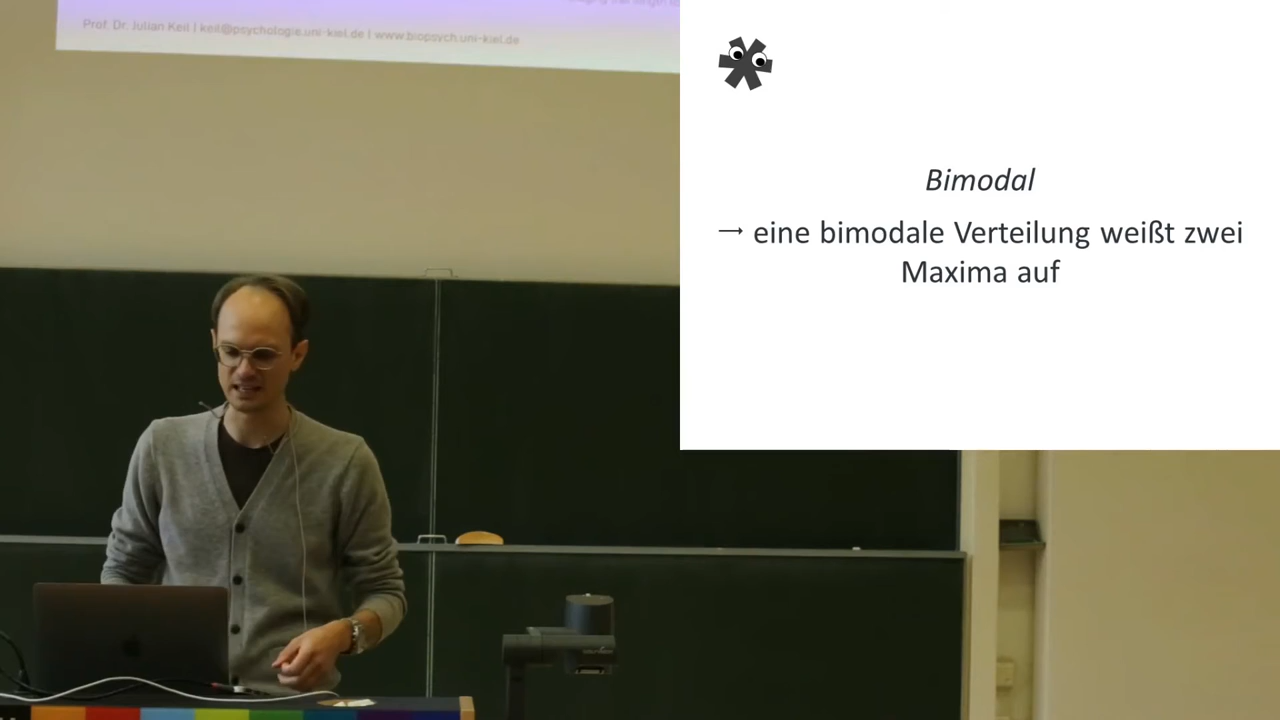 Prof. Dr. Julian Keil | keil@psychologie.uni-kiel.de | www.biopsych.uni-kiel.de
Bimodal
→ eine bimodale Verteilung weißt zwei
Maxima auf